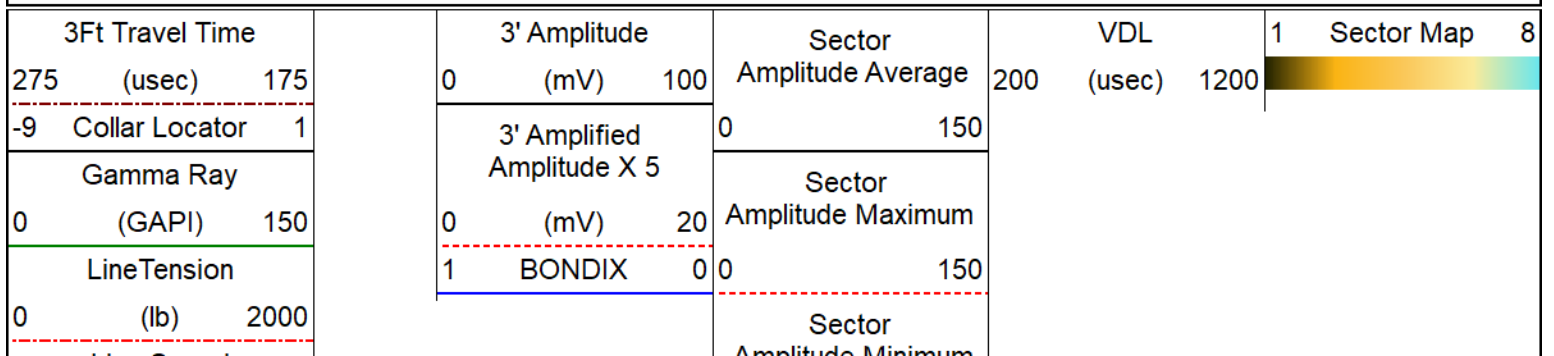 3Ft Travel Time
275 (usec) 175
-9 Collar Locator 1
Gamma Ray
0 (GAPI) 150
LineTension
0 (lb) 2000
3' Amplitude
0 (mV) 100
3' Amplified
Amplitude X 5
0 (mV) 20
1 BONDIX 0
Sector
Amplitude Average
0 150
Sector
Amplitude Maximum
0 150
Sector
Amplitude Minimum
VDL
200 (usec) 1200
1 Sector Map 8